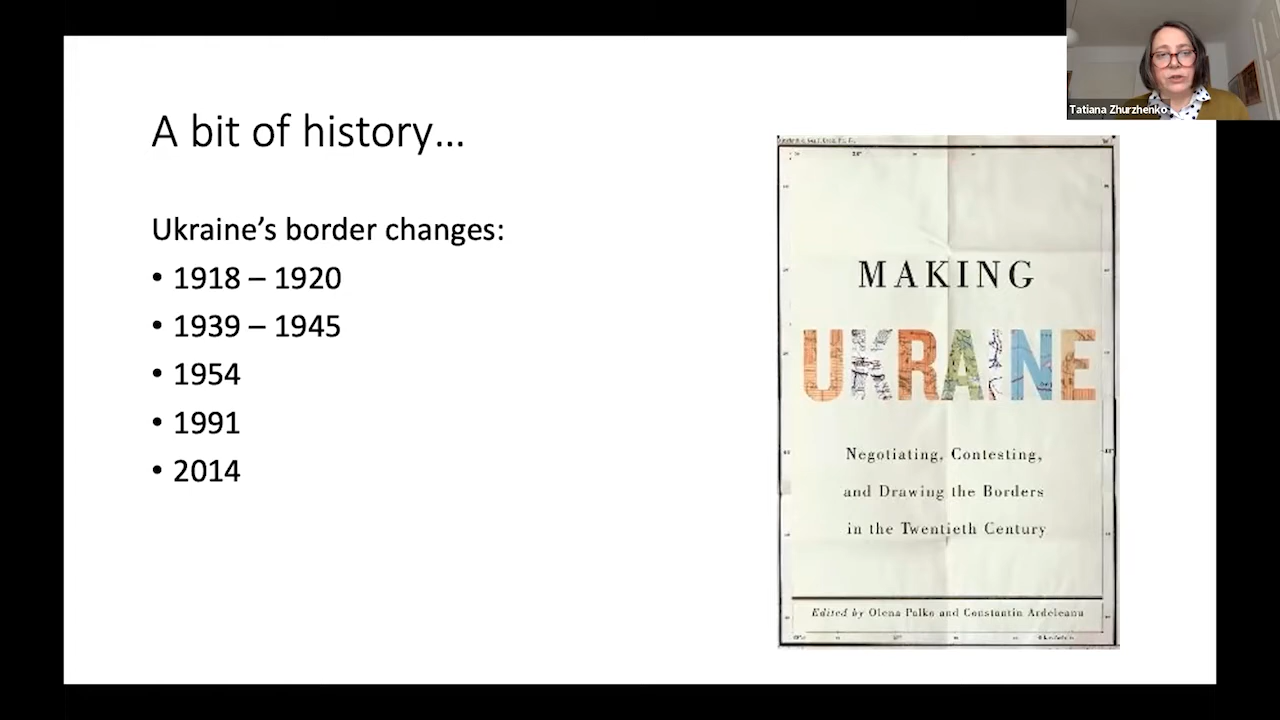 Tatiana Zhurzhenko
A bit of history…
Ukraine’s border changes:
• 1918 – 1920
• 1939 – 1945
• 1954
• 1991
• 2014
MAKING
UKRAINE
Negotiating, Contesting,
and Drawing the Borders
in the Twentieth Century
Edited by Olena Palko and Constantin Ardeleanu